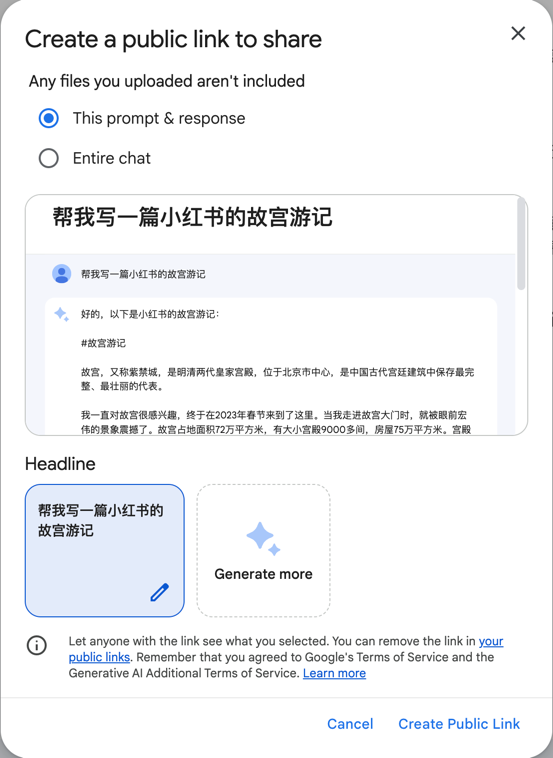 Create a public link to share
Any files you uploaded aren't included
This prompt & response
Entire chat
帮我写一篇小红书的故宫游记
帮我写一篇小红书的故宫游记
好的，以下是小红书的故宫游记：
#故宫游记
故宫，又称紫禁城，是明清两代皇家宫殿，位于北京市中心，是中国古代宫廷建筑中保存最完
整、最壮丽的代表。
我一直对故宫很感兴趣，终于在2023年春节来到了这里。当我走进故宫大门时，就被眼前宏
伟的景象震撼了。故宫占地面积72万平方米，有大小宫殿9000多间，房屋75万平方米。宫殿
Headline
帮我写一篇小红书的
故宫游记
Generate more
Let anyone with the link see what you selected. You can remove the link in your
public links. Remember that you agreed to Google's Terms of Service and the
Generative AI Additional Terms of Service. Learn more
Cancel
Create Public Link